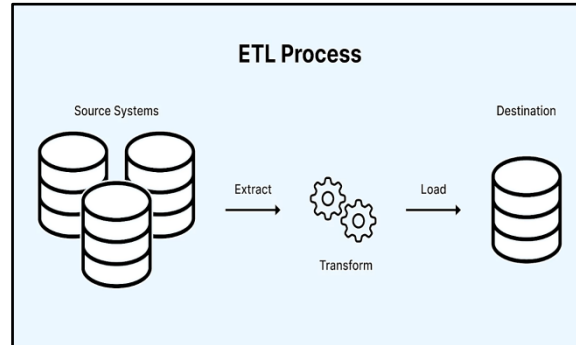 ETL Process
Source Systems
Destination
Extract
Load
Transform